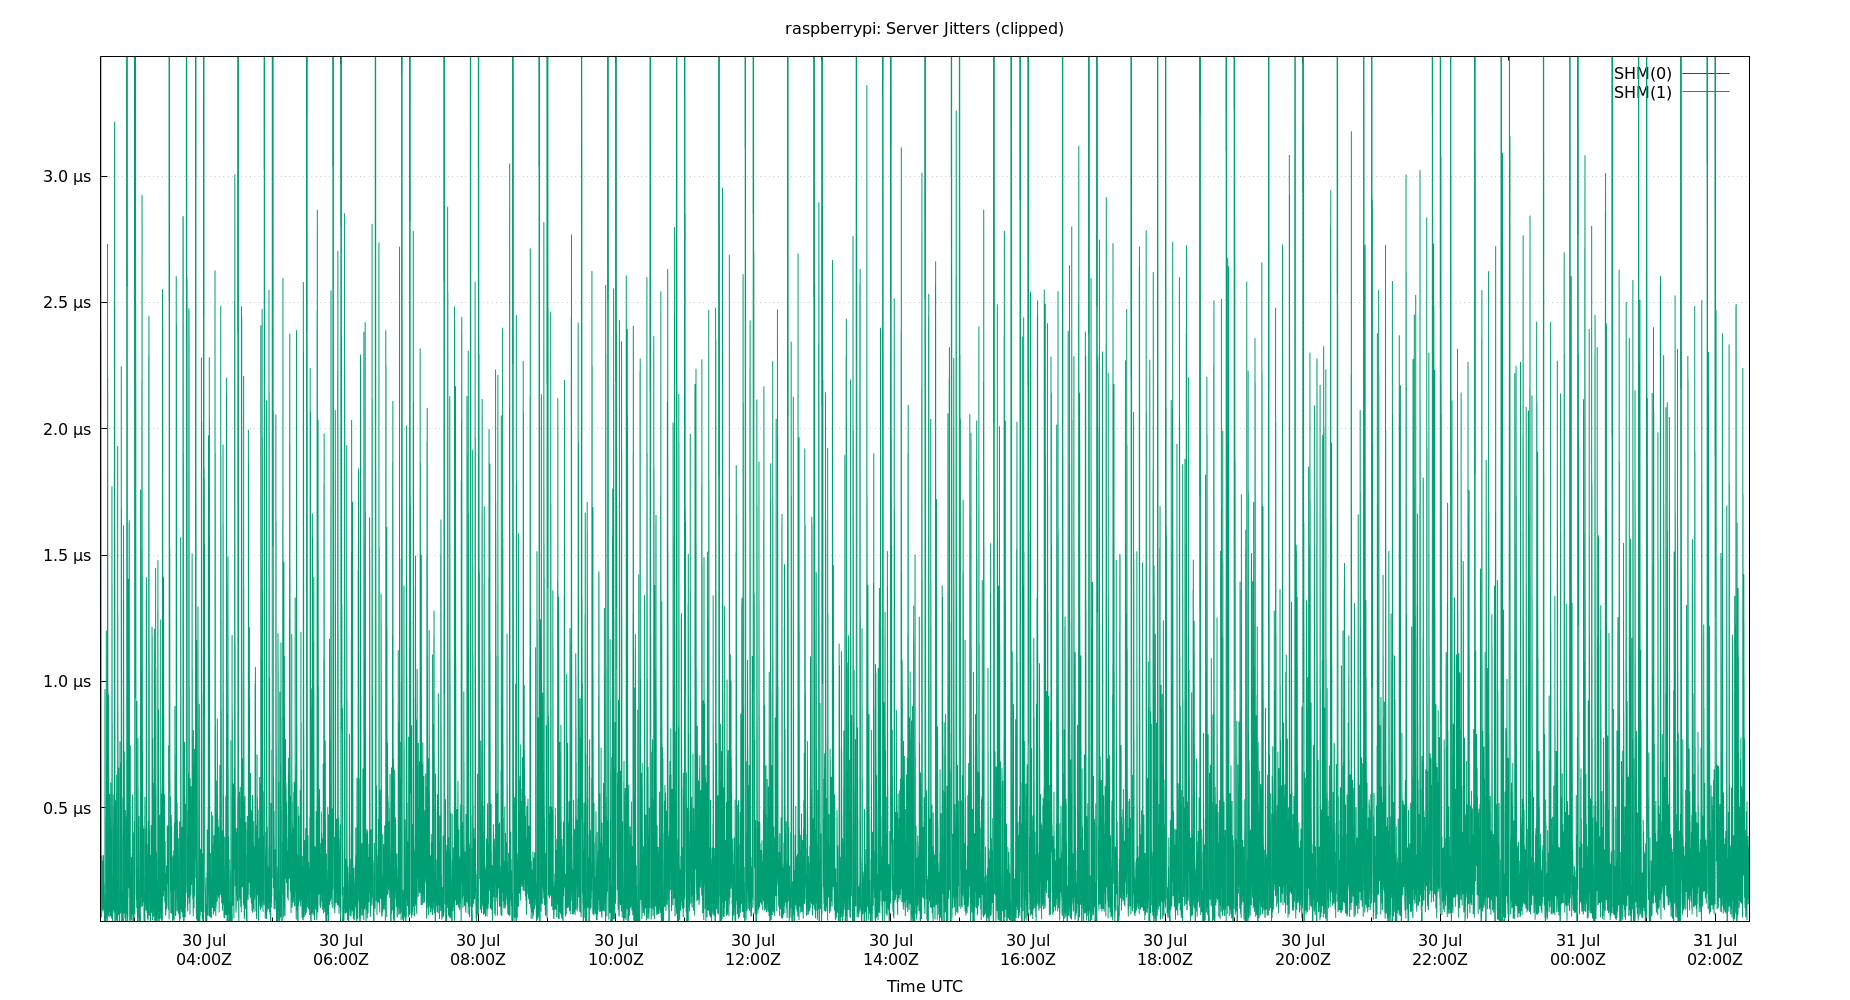 raspberrypi: Server Jitters (clipped)
SHM(0)
SHM(1)
3.0 µs
2.5 µs
2.0 µs
1.5 µs
1.0 µs
0.5 µs
30 Jul 30 Jul 30 Jul 30 Jul 30 Jul 30 Jul 30 Jul 30 Jul 30 Jul 30 Jul 31 Jul 31 Jul
04:00Z 06:00Z 08:00Z 10:00Z 12:00Z 14:00Z 16:00Z 18:00Z 20:00Z 22:00Z 00:00Z 02:00Z
Time UTC